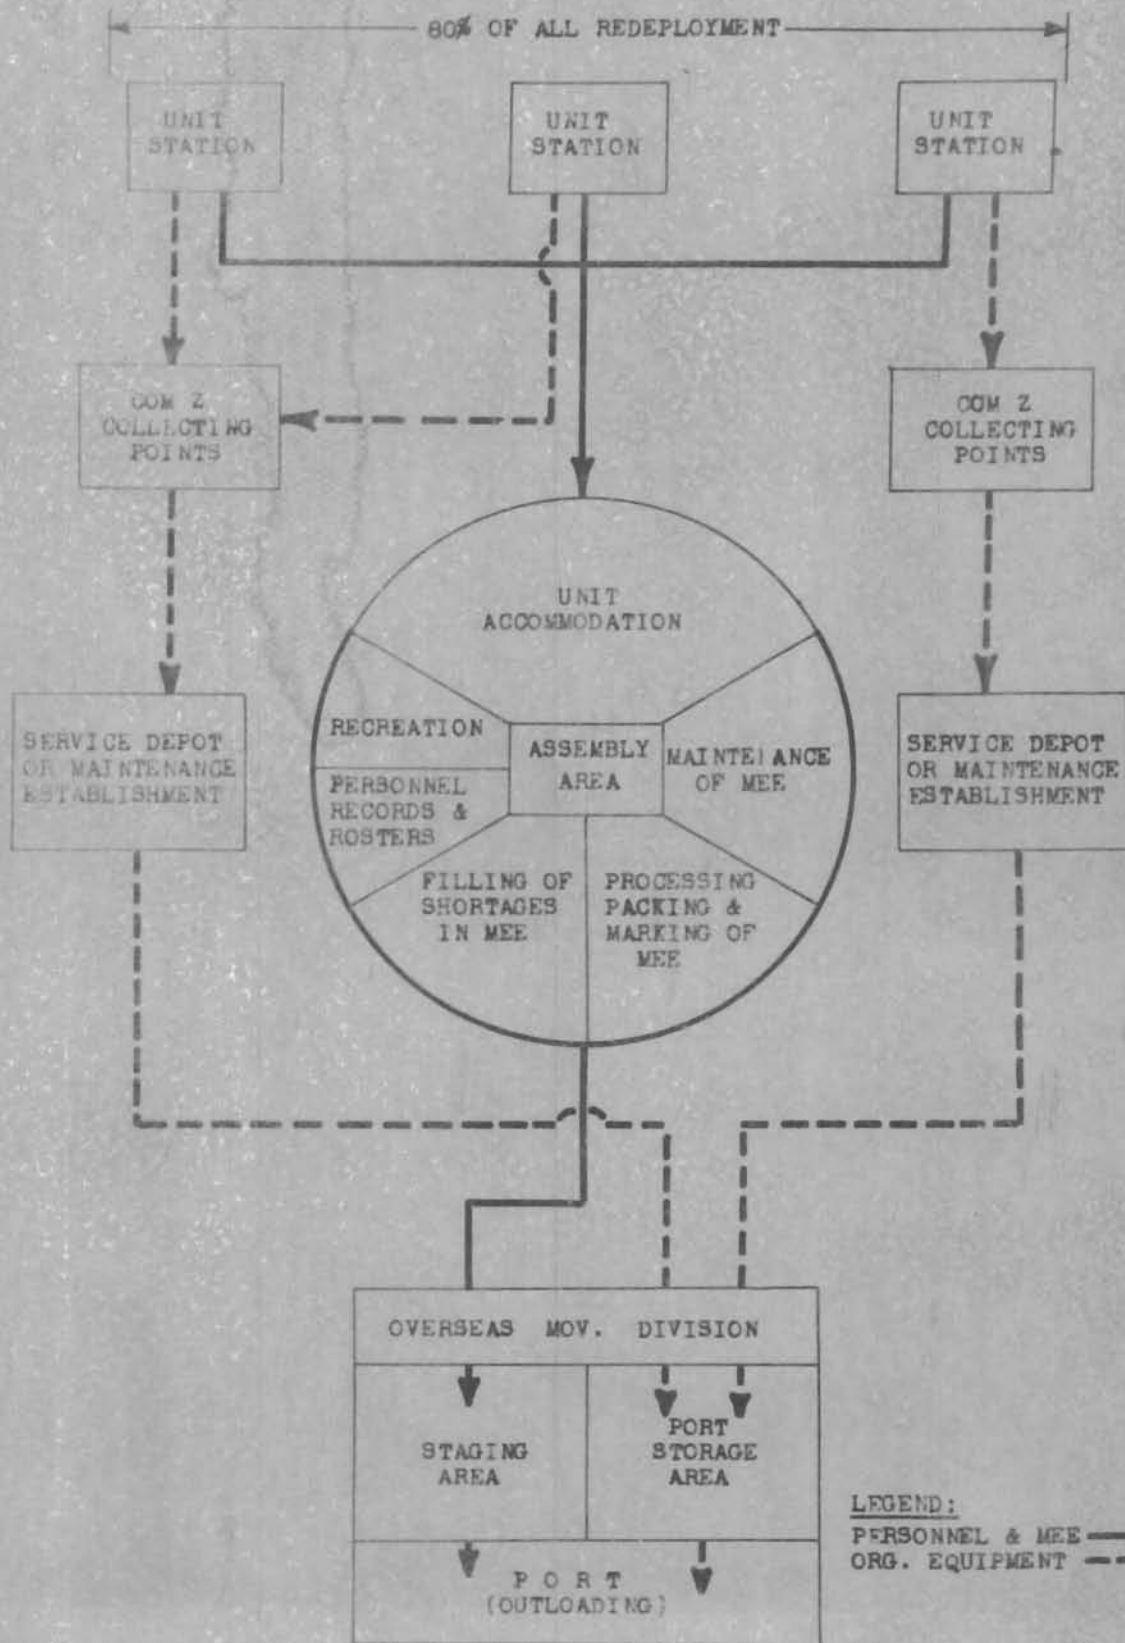 80% OF ALL REDEPLOYMENT
UNIT
STATION
UNIT
STATION
UNIT
STATION
COM Z
COLLECTING
POINTS
COM Z
COLLECTING
POINTS
UNIT
ACCOMMODATION
SERVICE DEPOT
OR MAINTENANCE
ESTABLISHMENT
RECREATION
PERSONNEL
RECORDS &
ROSTERS
ASSEMBLY
AREA
MAINTENANCE
OF MEE
SERVICE DEPOT
OR MAINTENANCE
ESTABLISHMENT
FILLING OF
SHORTAGES
IN MEE
PROCESSING
PACKING &
MARKING OF
MEE
OVERSEAS MOV. DIVISION
STAGING
AREA
PORT
STORAGE
AREA
PORT
(OUTLOADING)
LEGEND:
PERSONNEL & MEE
ORG. EQUIPMENT